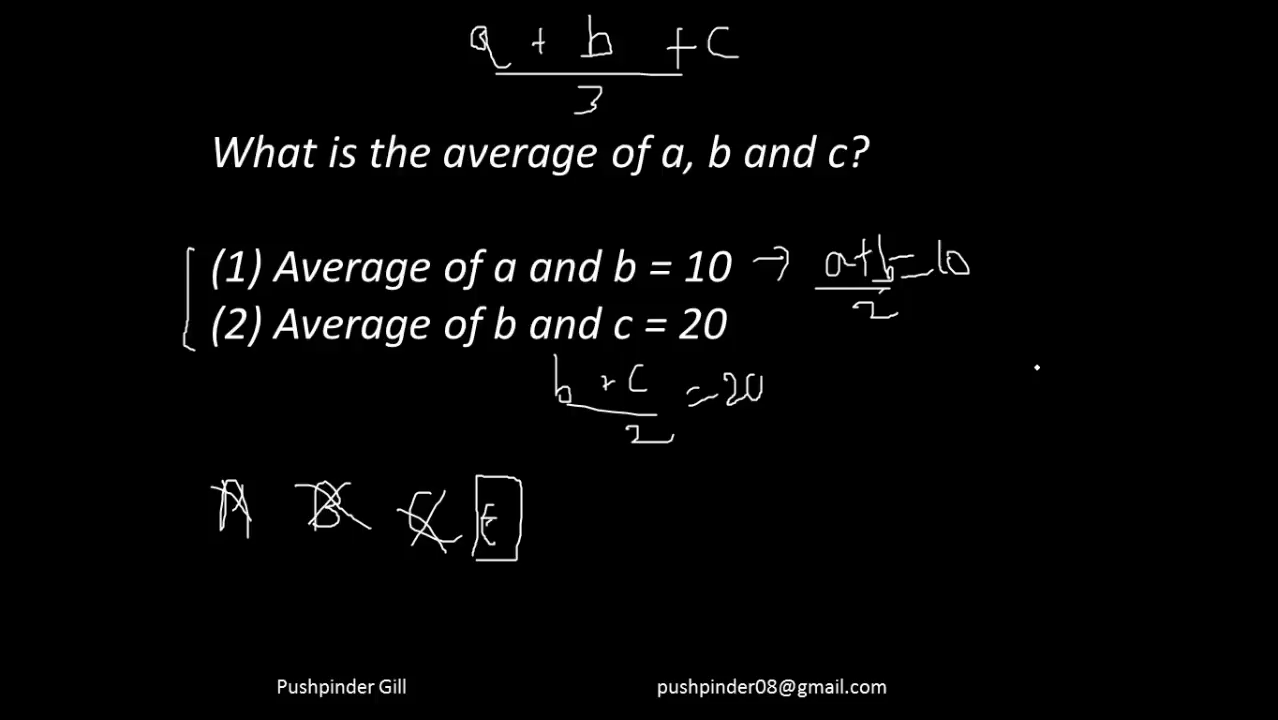 a + b + c
3
What is the average of a, b and c?
(1) Average of a and b = 10 → a+b = 10
2
(2) Average of b and c = 20
b + c = 20
2
A B C E
Pushpinder Gill pushpinder08@gmail.com